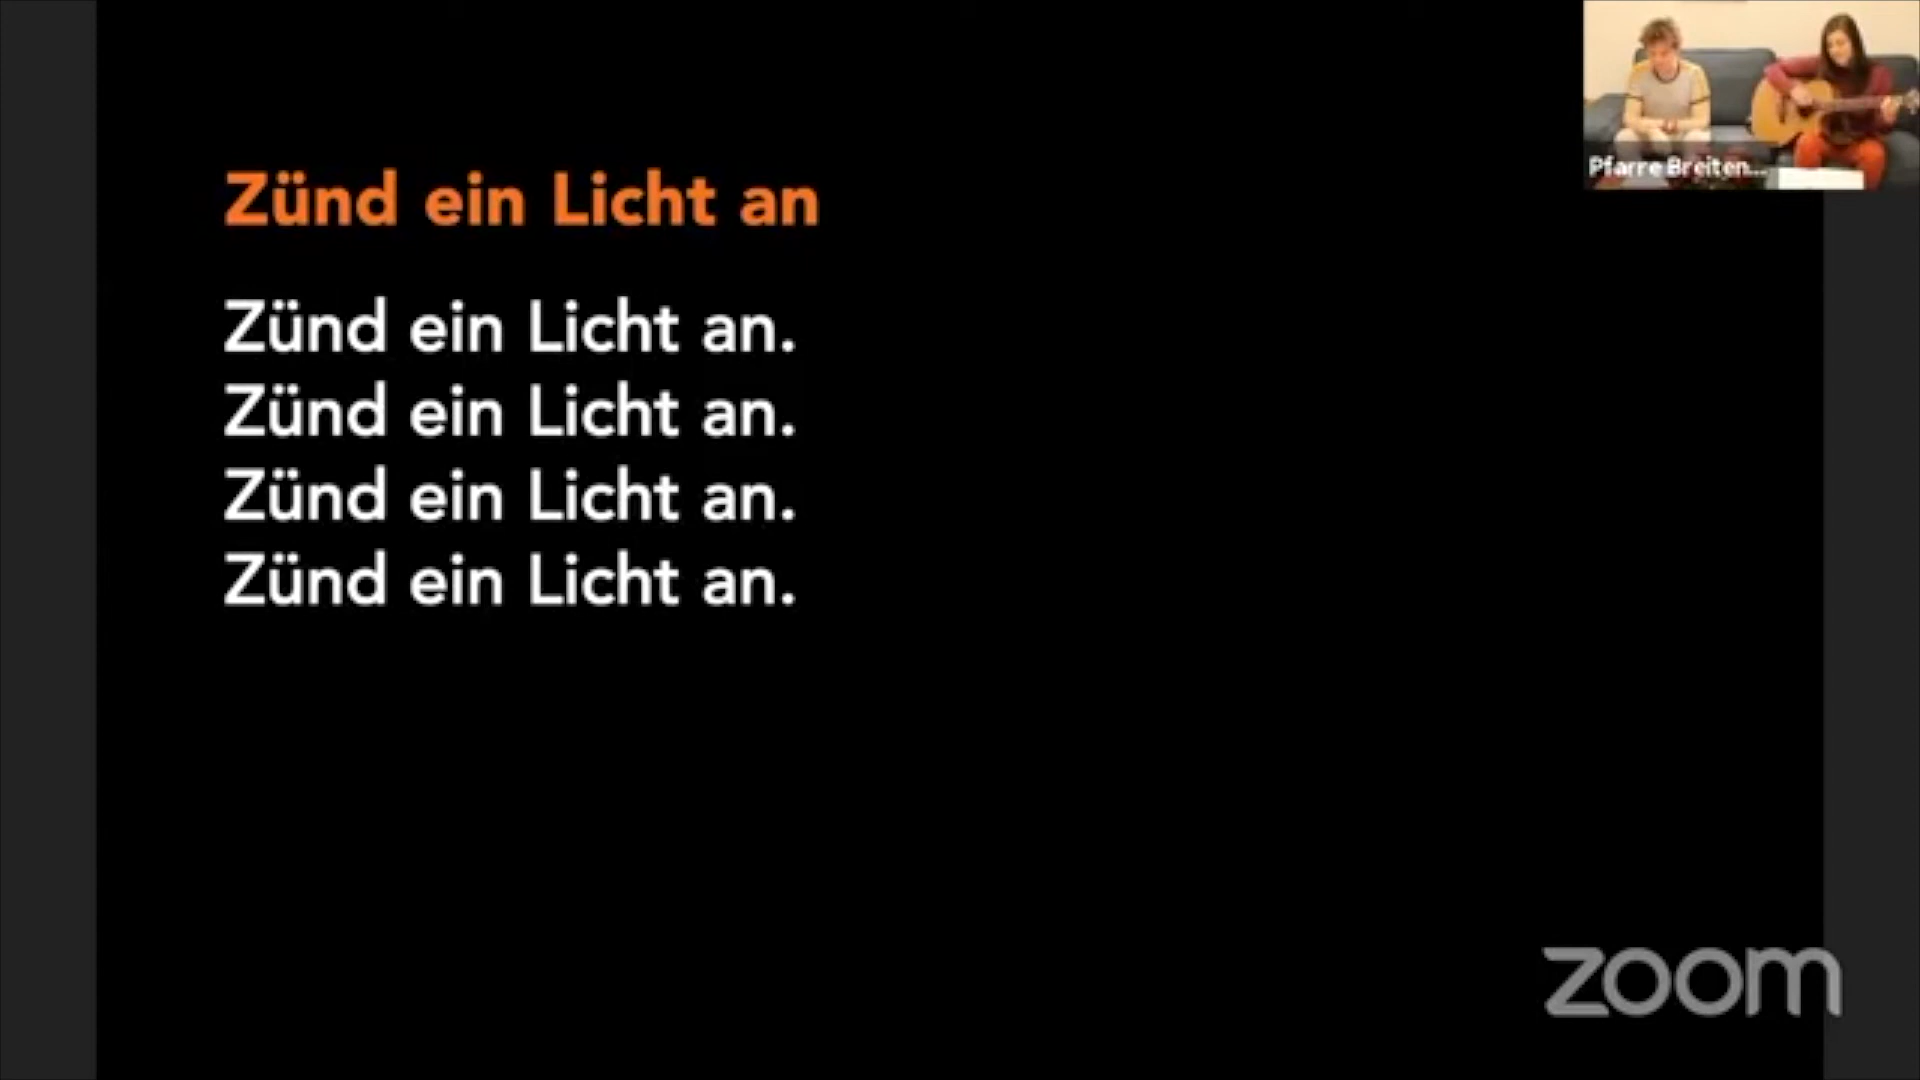 Pfarre Breiten...
Zünd ein Licht an
Zünd ein Licht an.
Zünd ein Licht an.
Zünd ein Licht an.
Zünd ein Licht an.
zoom